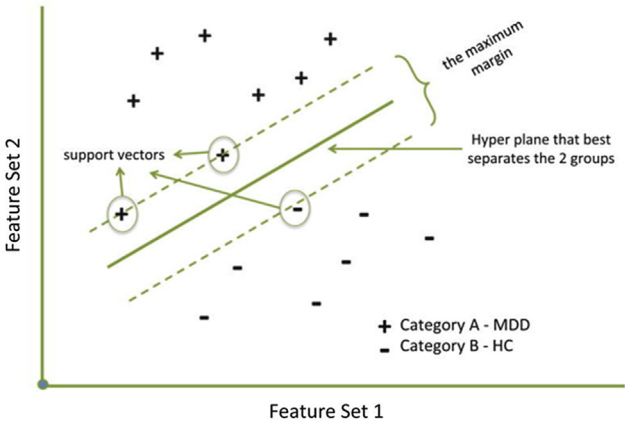 the maximum
margin
support vectors
Hyper plane that best
separates the 2 groups
Feature Set 2
+ Category A - MDD
- Category B - HC
Feature Set 1